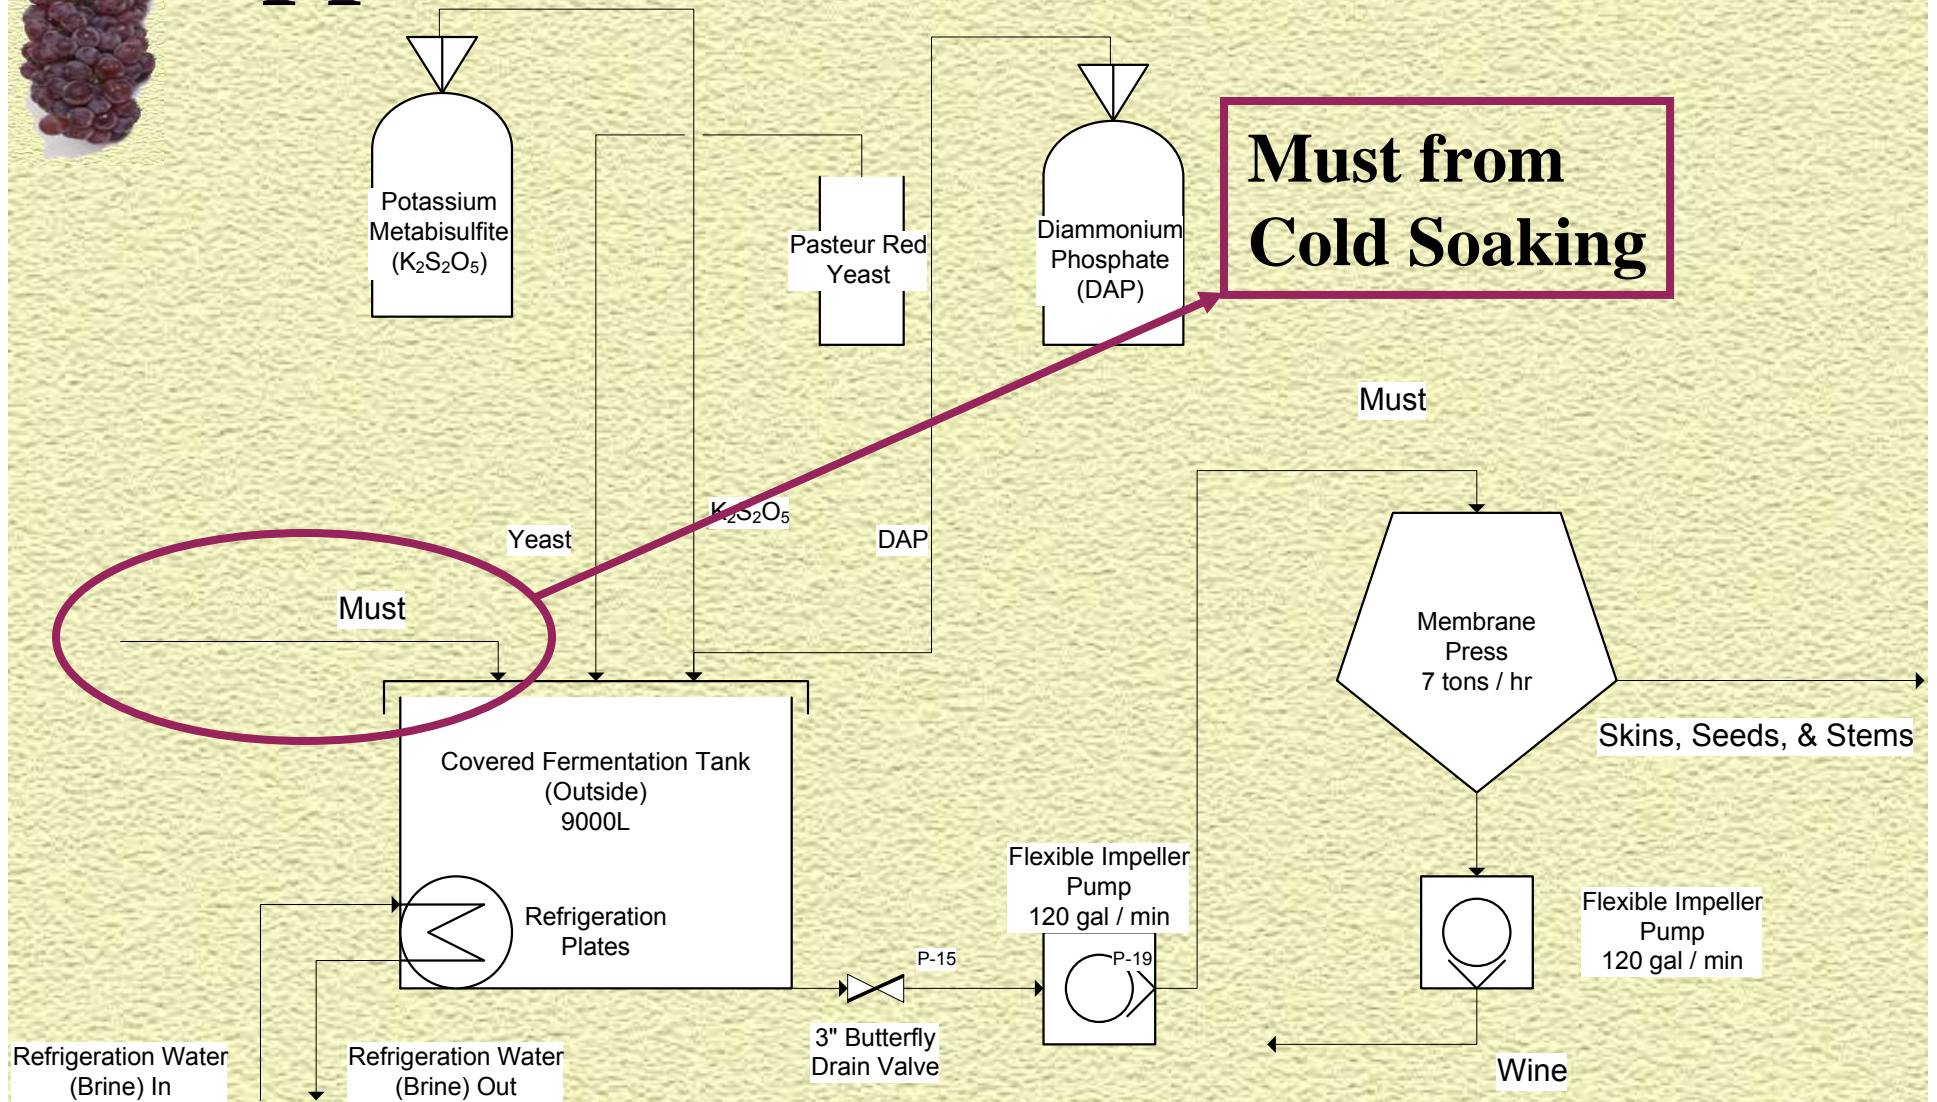 Potassium
Metabisulfite
(K₂S₂O₅)
Pasteur Red
Yeast
Diammonium
Phosphate
(DAP)
Must from
Cold Soaking
Must
K₂S₂O₅
Yeast
DAP
Must
Membrane
Press
7 tons / hr
Skins, Seeds, & Stems
Covered Fermentation Tank
(Outside)
9000L
Refrigeration
Plates
Flexible Impeller
Pump
120 gal / min
P-15
P-19
Flexible Impeller
Pump
120 gal / min
3" Butterfly
Drain Valve
Refrigeration Water
(Brine) In
Refrigeration Water
(Brine) Out
Wine